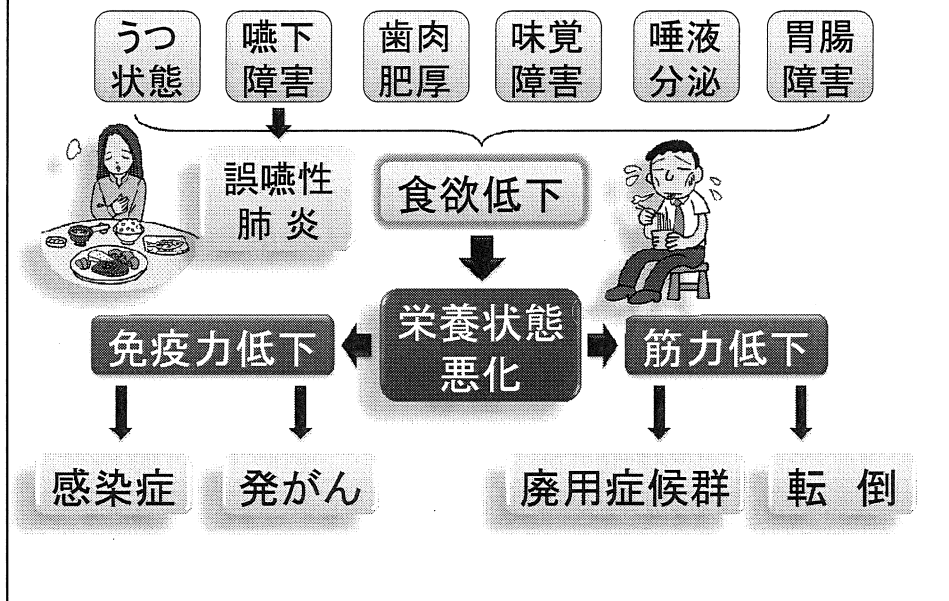 うつ
状態
嚥下
障害
歯肉
肥厚
味覚
障害
唾液
分泌
胃腸
障害
誤嚥性
肺 炎
食欲低下
栄養状態
悪化
免疫力低下
筋力低下
感染症
発がん
廃用症候群
転 倒